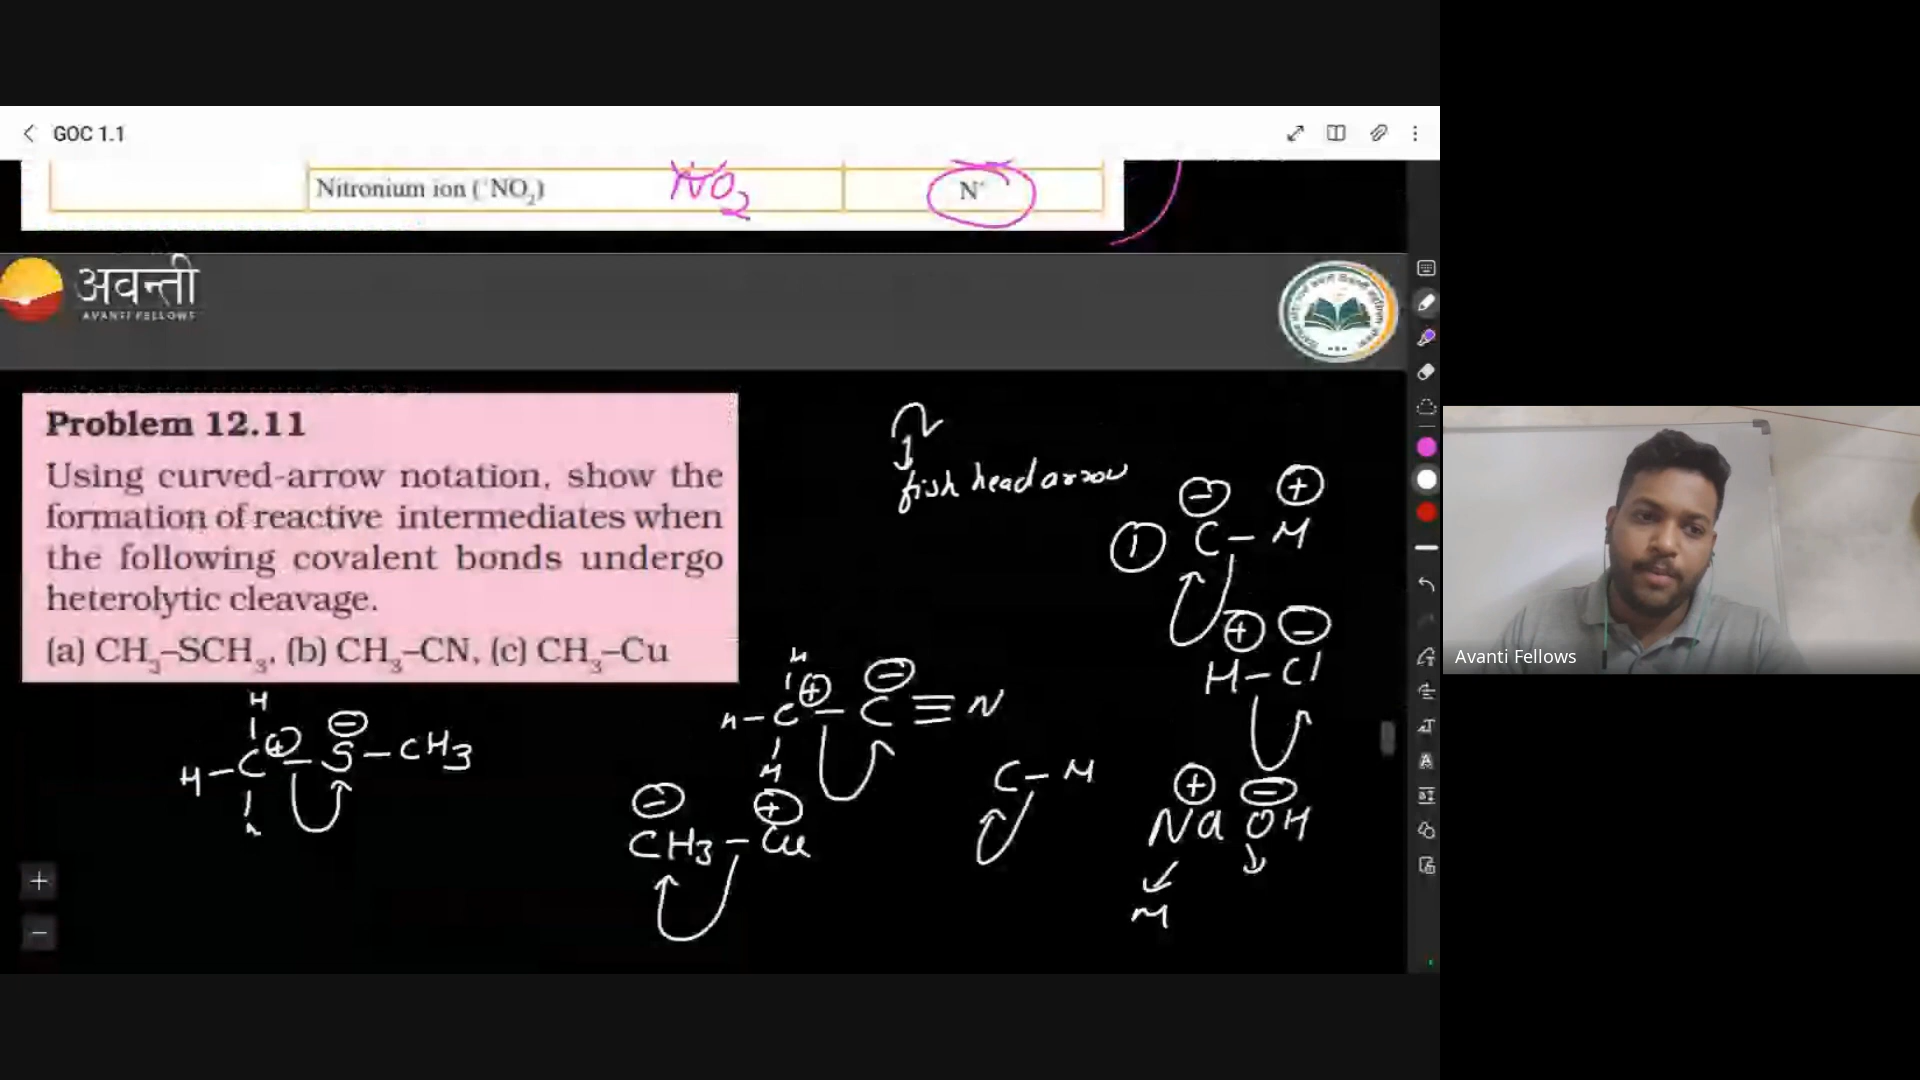 GOC 1.1
Nitronium ion (⁺NO₂) NO₂ N⁺
अवन्ती
AVANTI FELLOWS
Problem 12.11
Using curved-arrow notation, show the
formation of reactive intermediates when
the following covalent bonds undergo
heterolytic cleavage.
(a) CH₃–SCH₃, (b) CH₃–CN, (c) CH₃–Cu
fish head arrow
⊖ ⊕
① C – M
⊕ ⊖
H – Cl
H
H – C ⊕ – S ⊖ – CH3
H
H – C ⊕ – C ⊖ ≡ N
H
⊖ ⊕
CH3 – Cu
C – M
⊕ ⊖
Na OH
M
Avanti Fellows